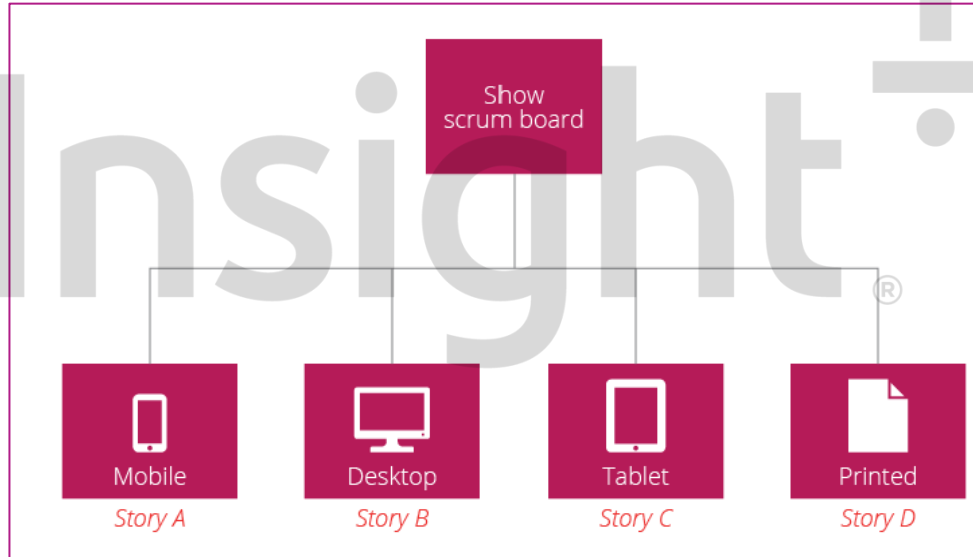 Show
scrum board
Insight®
Mobile
Desktop
Tablet
Printed
Story A
Story B
Story C
Story D